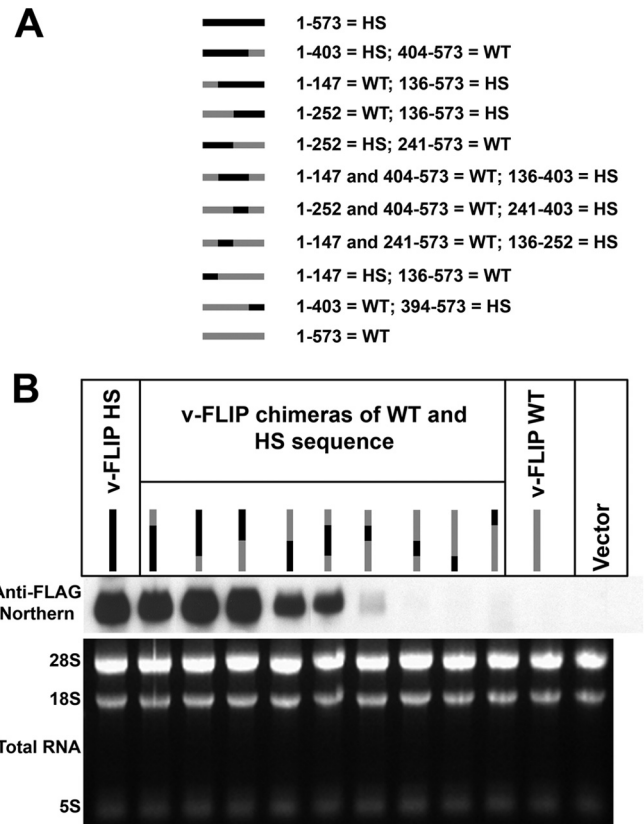 A
1-573 = HS
1-403 = HS; 404-573 = WT
1-147 = WT; 136-573 = HS
1-252 = WT; 136-573 = HS
1-252 = HS; 241-573 = WT
1-147 and 404-573 = WT; 136-403 = HS
1-252 and 404-573 = WT; 241-403 = HS
1-147 and 241-573 = WT; 136-252 = HS
1-147 = HS; 136-573 = WT
1-403 = WT; 394-573 = HS
1-573 = WT
B
v-FLIP HS
v-FLIP chimeras of WT and
HS sequence
v-FLIP WT
Vector
Anti-FLAG
Northern
28S
18S
Total RNA
5S